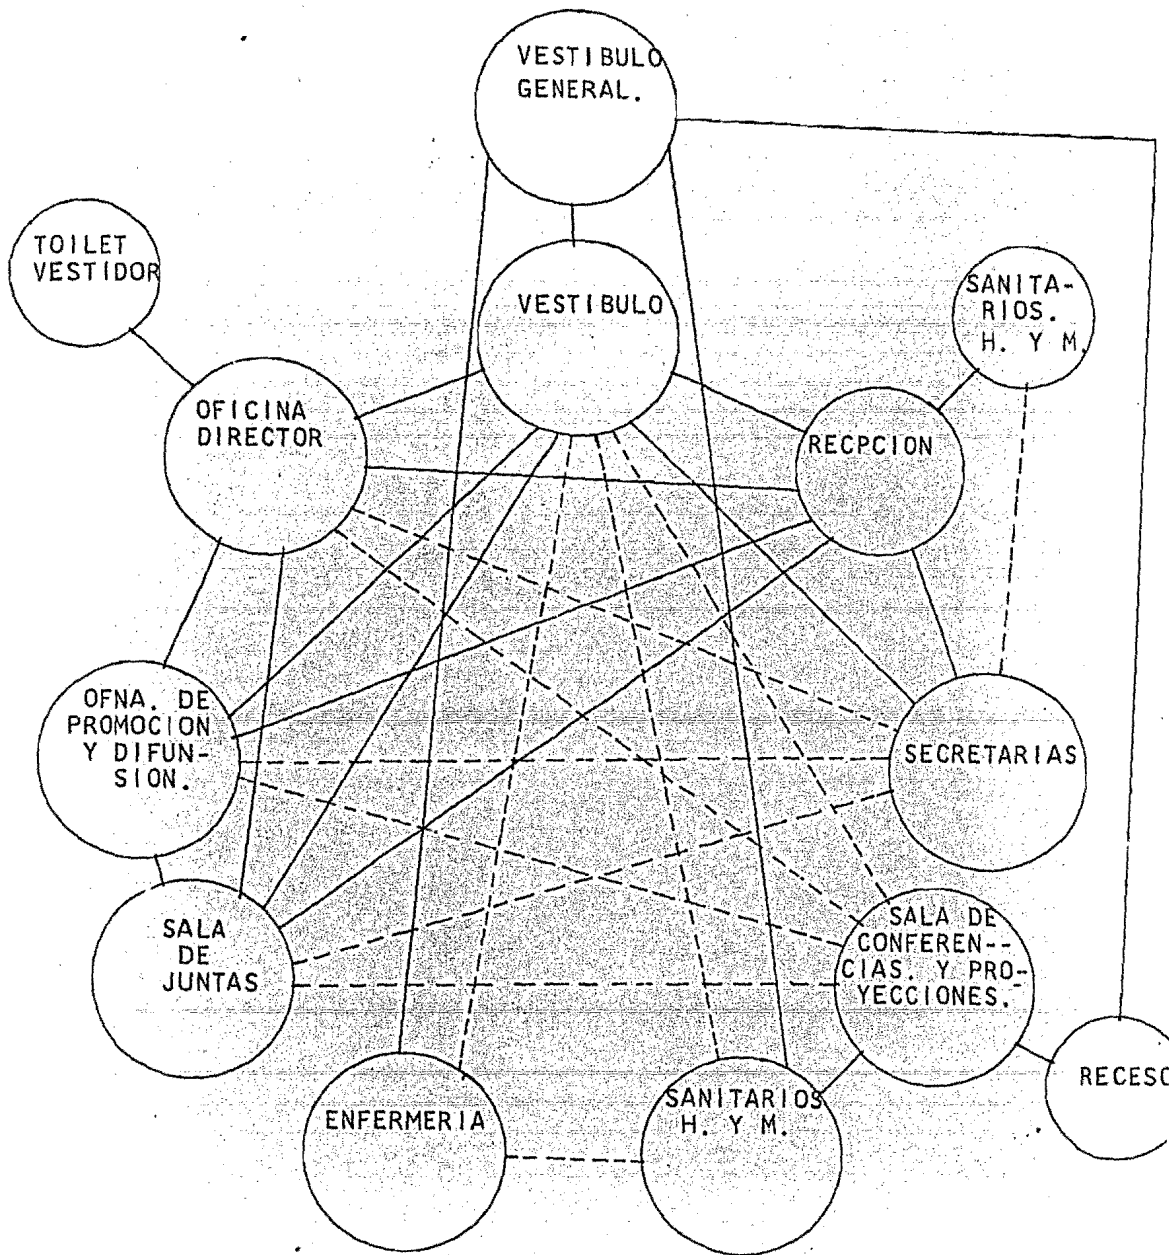 VESTIBULO
GENERAL.
TOILET
VESTIDOR
VESTIBULO
SANITA-
RIOS.
H. Y M.
OFICINA
DIRECTOR
RECPCION
OFNA. DE
PROMOCION
Y DIFUN-
SION.
SECRETARIAS
SALA
DE
JUNTAS
SALA DE
CONFEREN--
CIAS. Y PRO-
YECCIONES.
RECESO
ENFERMERIA
SANITARIOS
H. Y M.